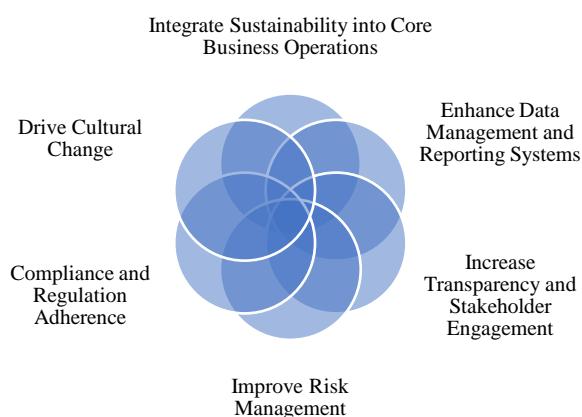 Integrate Sustainability into Core
Business Operations
Enhance Data
Management and
Reporting Systems
Increase
Transparency and
Stakeholder
Engagement
Improve Risk
Management
Compliance and
Regulation
Adherence
Drive Cultural
Change